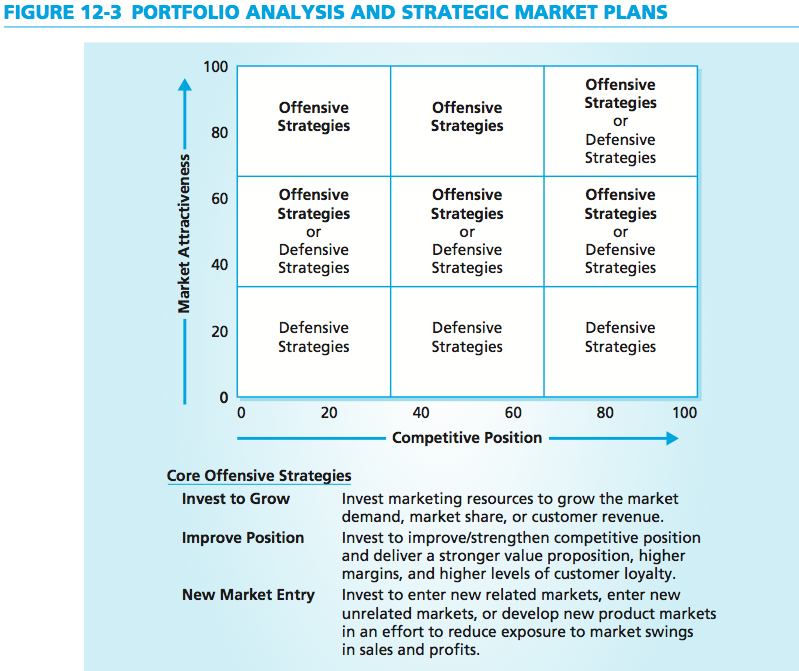 FIGURE 12-3 PORTFOLIO ANALYSIS AND STRATEGIC MARKET PLANS
100
80
60
40
20
0
Market Attractiveness
Offensive
Strategies
Offensive
Strategies
Offensive
Strategies
or
Defensive
Strategies
Offensive
Strategies
or
Defensive
Strategies
Offensive
Strategies
or
Defensive
Strategies
Offensive
Strategies
or
Defensive
Strategies
Defensive
Strategies
Defensive
Strategies
Defensive
Strategies
0 20 40 60 80 100
Competitive Position
Core Offensive Strategies
Invest to Grow Invest marketing resources to grow the market
demand, market share, or customer revenue.
Improve Position Invest to improve/strengthen competitive position
and deliver a stronger value proposition, higher
margins, and higher levels of customer loyalty.
New Market Entry Invest to enter new related markets, enter new
unrelated markets, or develop new product markets
in an effort to reduce exposure to market swings
in sales and profits.